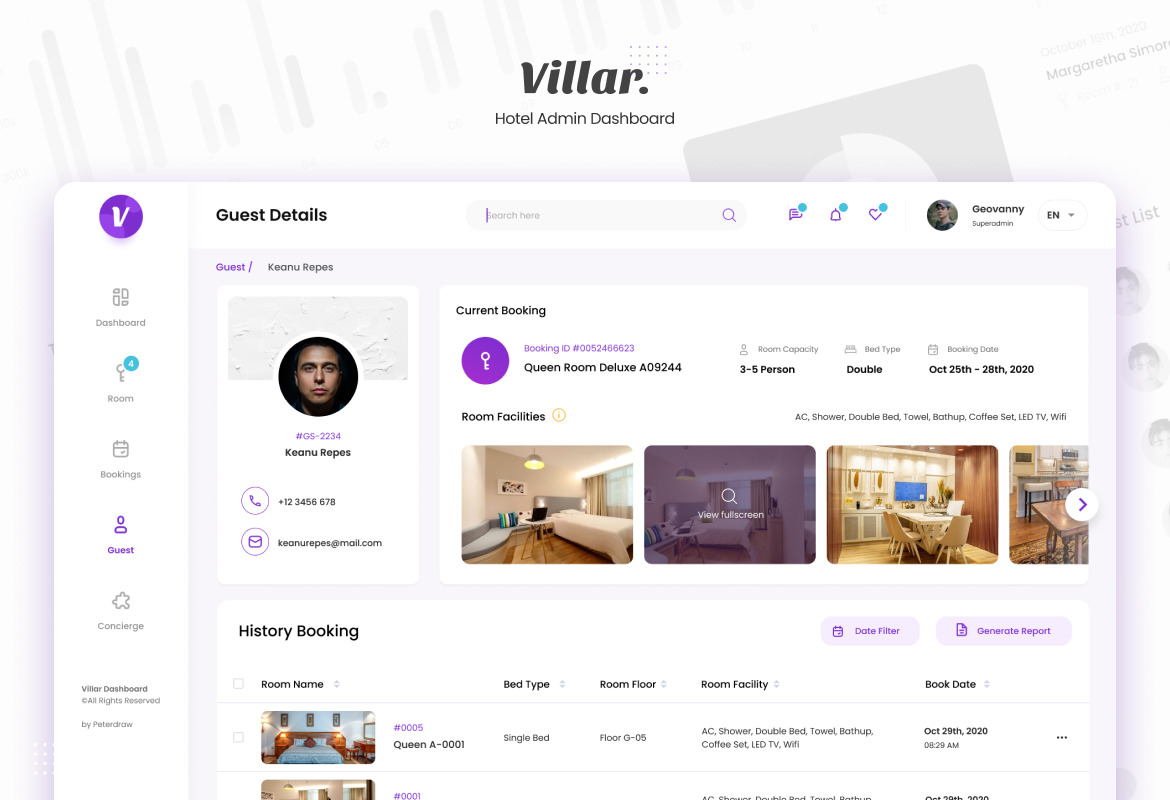 October 18th, 2020
Margaretha Simor
Villar.
Hotel Admin Dashboard
V
Guest Details
Search here
Geovanny
Superadmin
EN
st List
Guest /
Keanu Repes
Dashboard
4
Room
Bookings
Guest
Concierge
Villar Dashboard
©All Rights Reserved
by Peterdraw
#GS-2234
Keanu Repes
+12 3456 678
keanurepes@mail.com
Current Booking
Booking ID #0052466623
Queen Room Deluxe A09244
Room Capacity
3-5 Person
Bed Type
Double
Booking Date
Oct 25th - 28th, 2020
Room Facilities
AC, Shower, Double Bed, Towel, Bathup, Coffee Set, LED TV, Wifi
View fullscreen
History Booking
Date Filter
Generate Report
Room Name
Bed Type
Room Floor
Room Facility
Book Date
#0005
Queen A-0001
Single Bed
Floor G-05
AC, Shower, Double Bed, Towel, Bathup,
Coffee Set, LED TV, Wifi
Oct 29th, 2020
08:29 AM
#0001
AC, Shower, Double Bed, Towel, Bathup,
Oct 29th, 2020